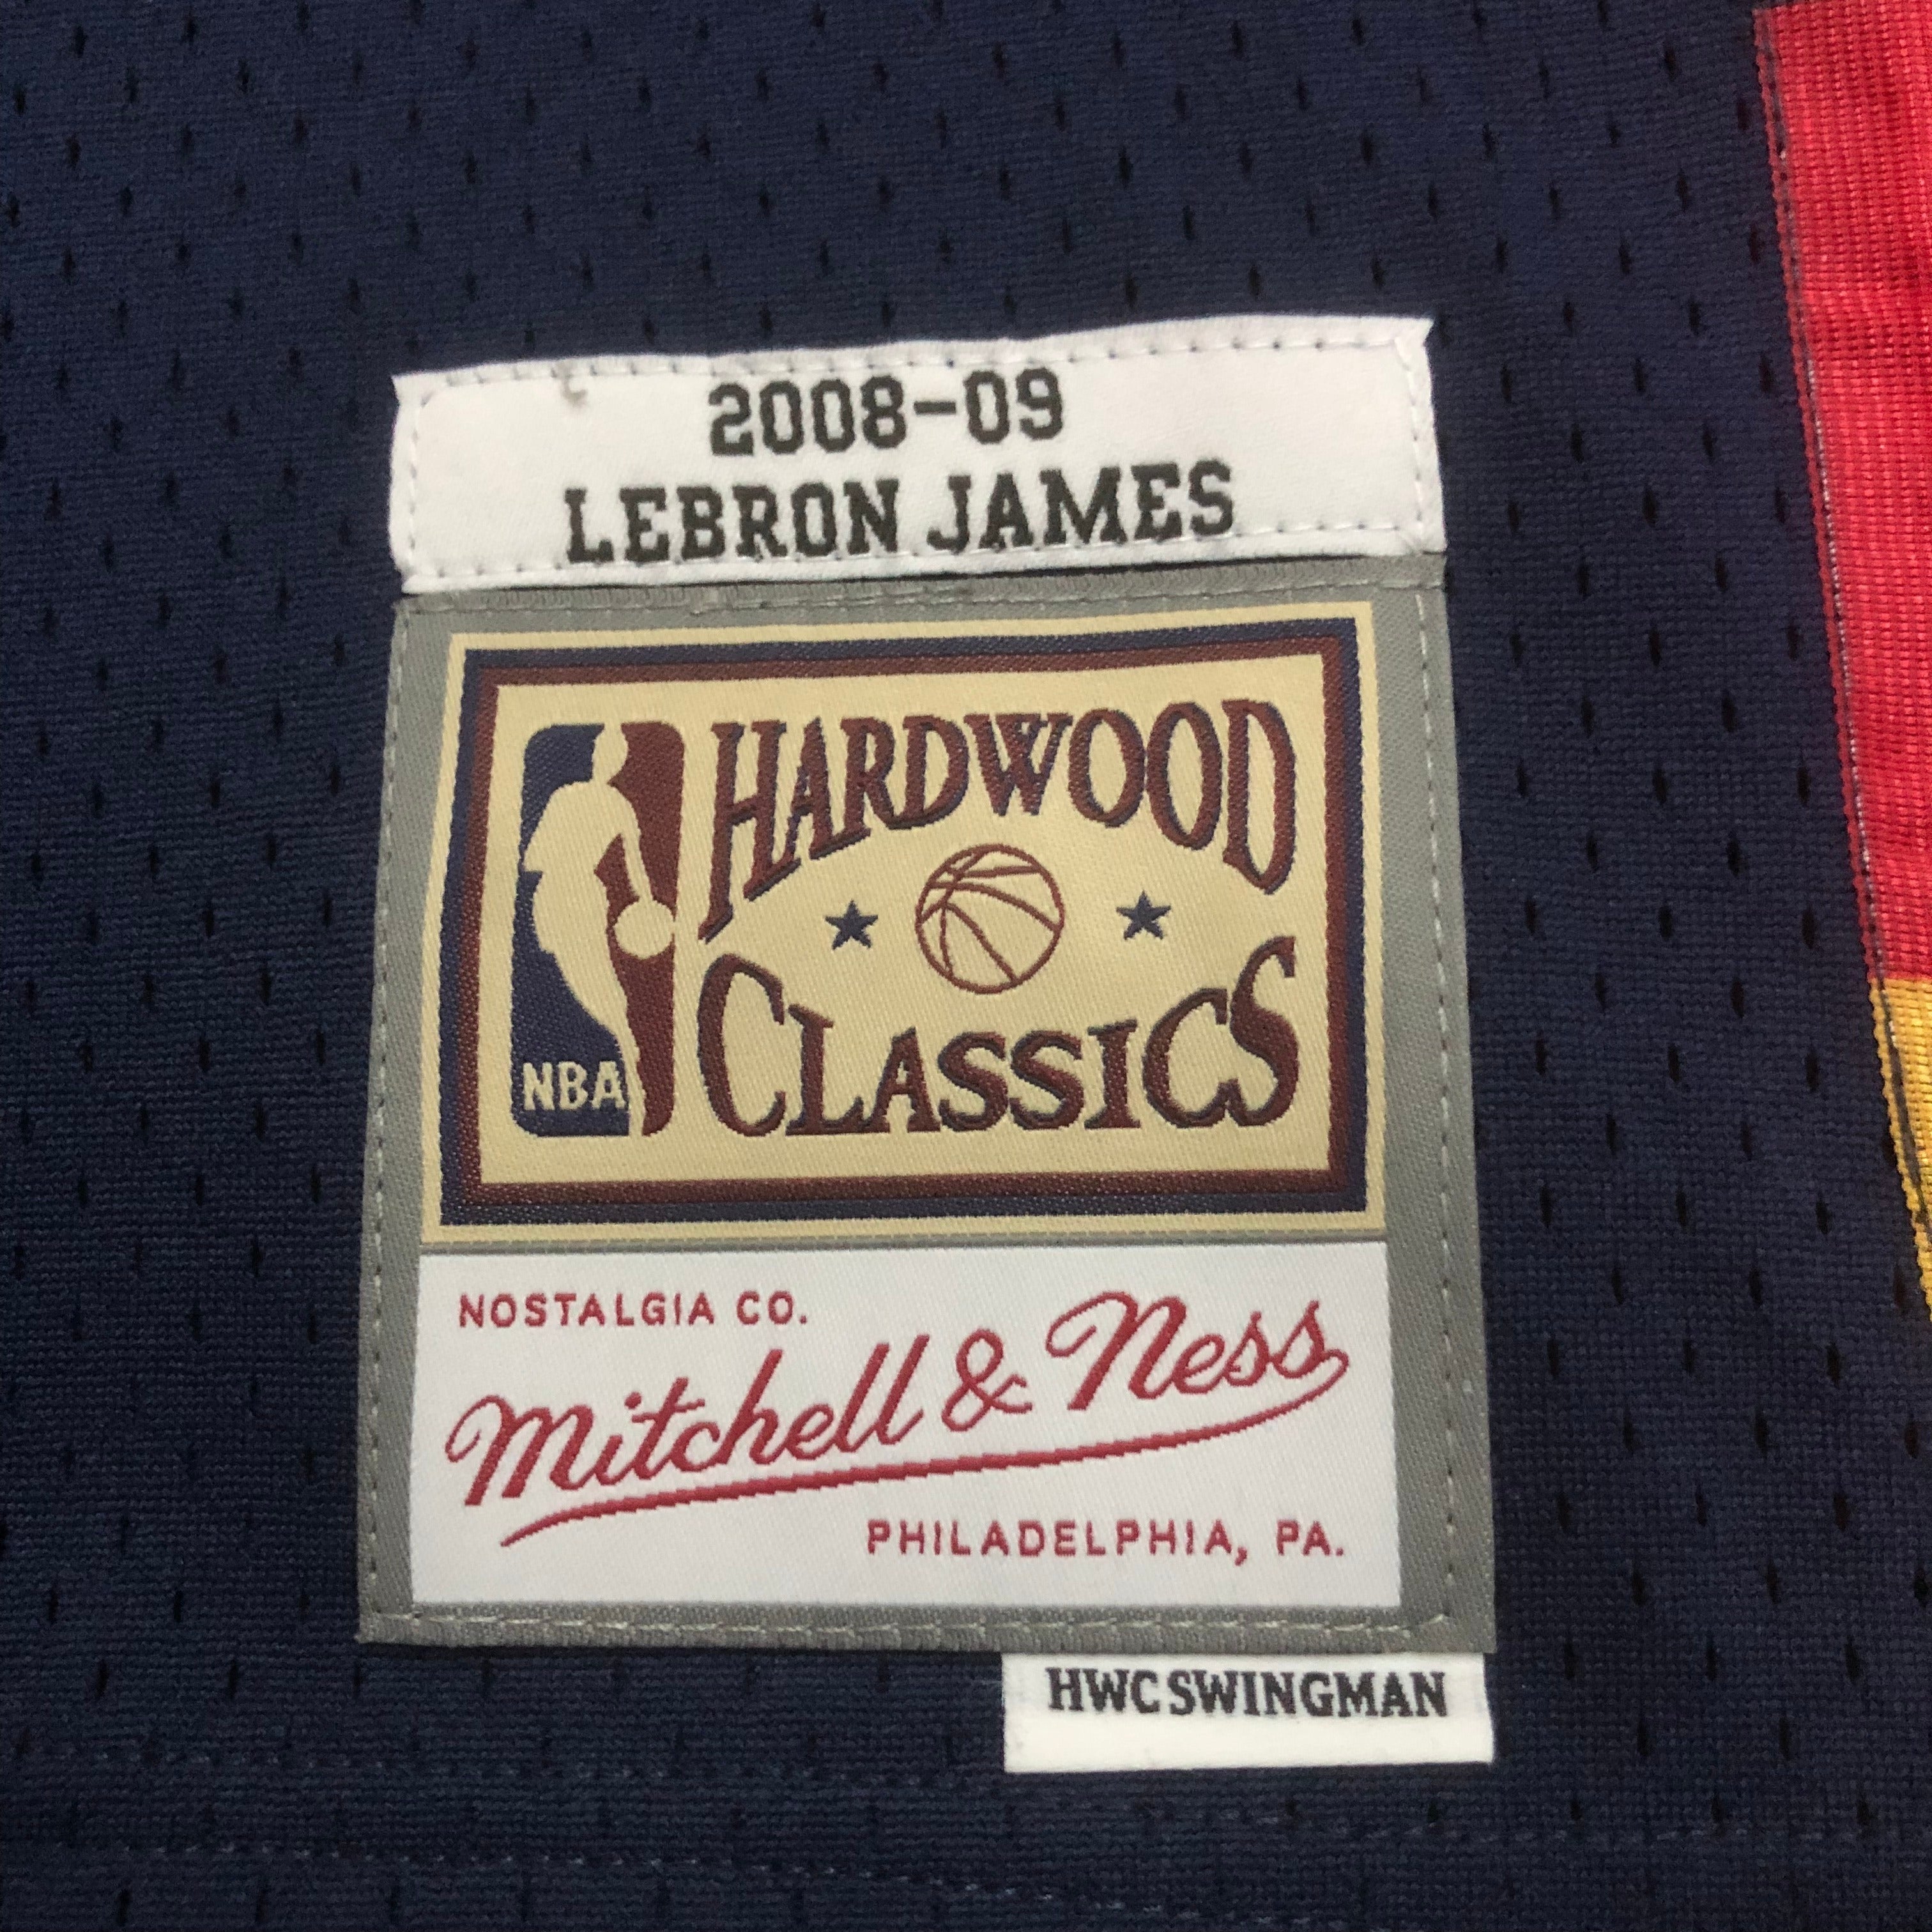 2008-09
LEBRON JAMES
HARDWOOD
CLASSICS
NBA
NOSTALGIA CO.
Mitchell & Ness
PHILADELPHIA, PA.
HWC SWINGMAN